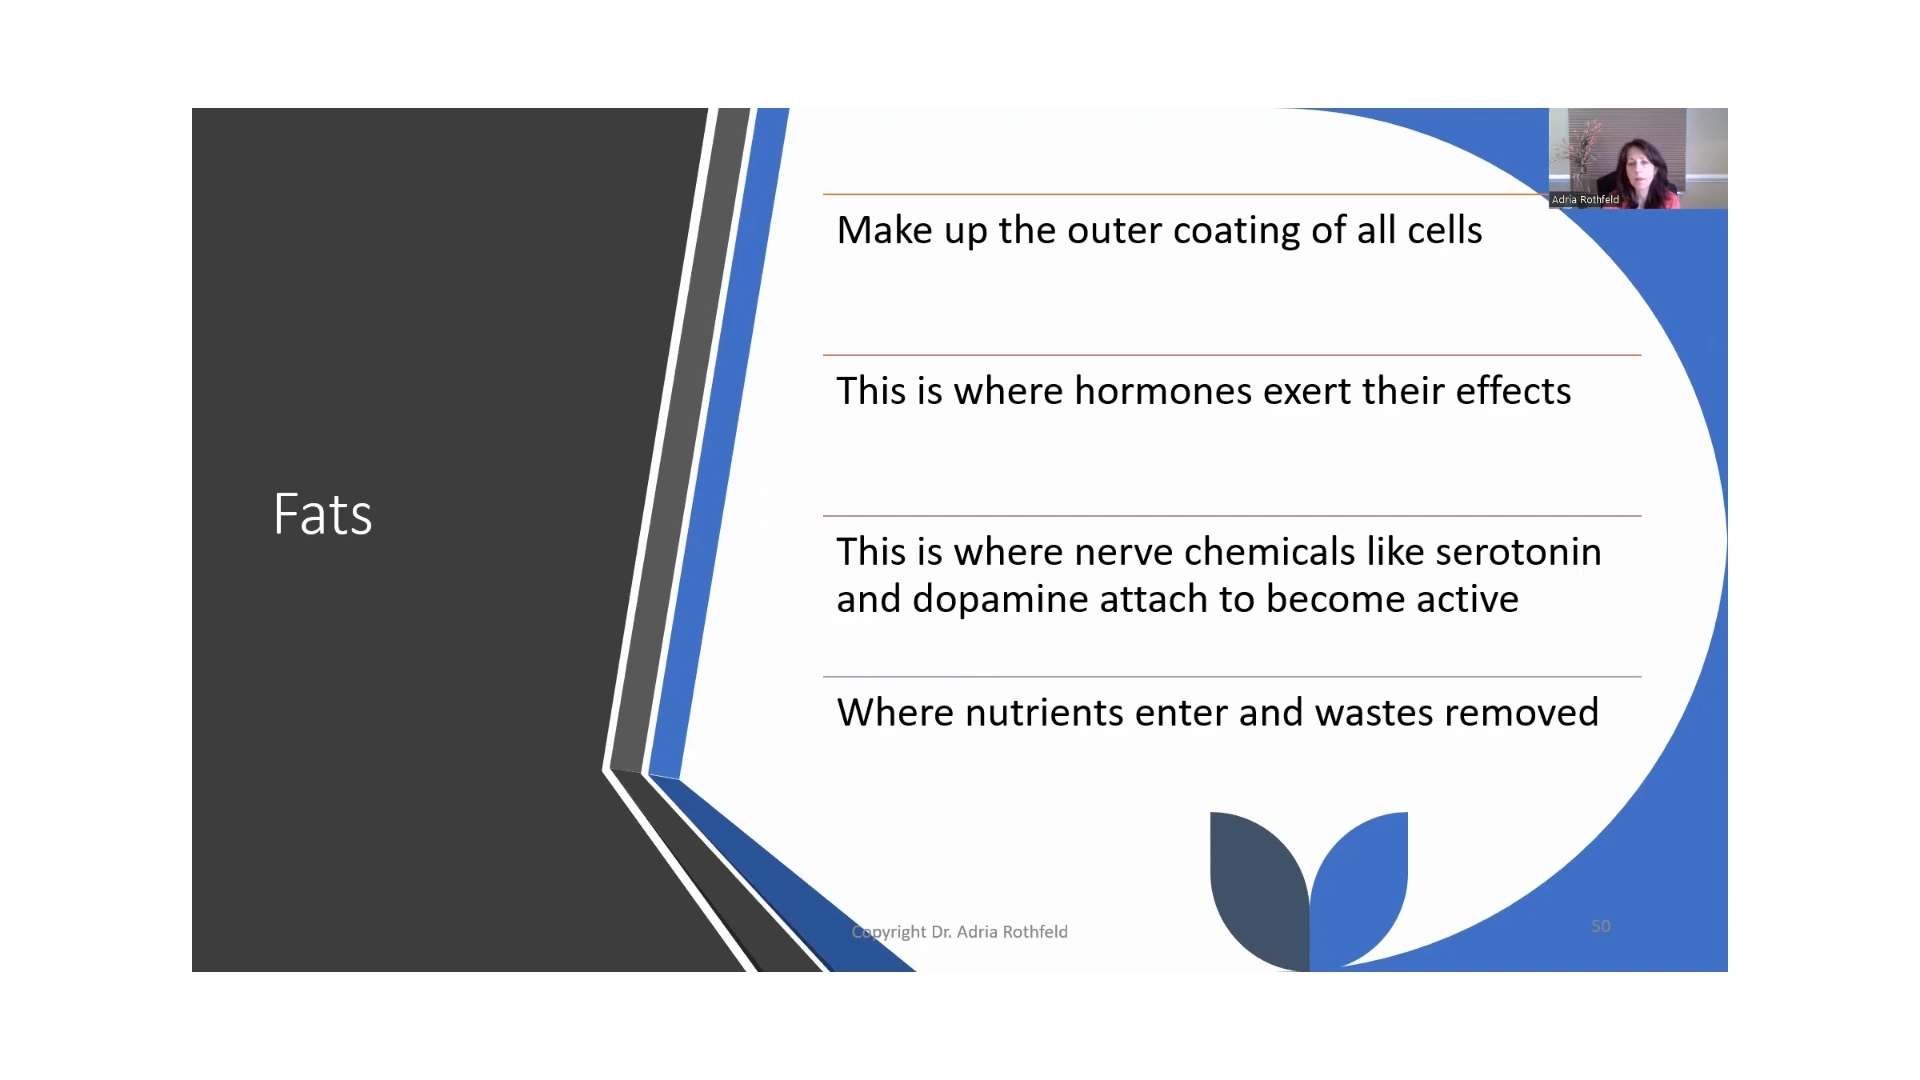 Adria Rothfeld
Make up the outer coating of all cells
This is where hormones exert their effects
Fats
This is where nerve chemicals like serotonin
and dopamine attach to become active
Where nutrients enter and wastes removed
Copyright Dr. Adria Rothfeld
50